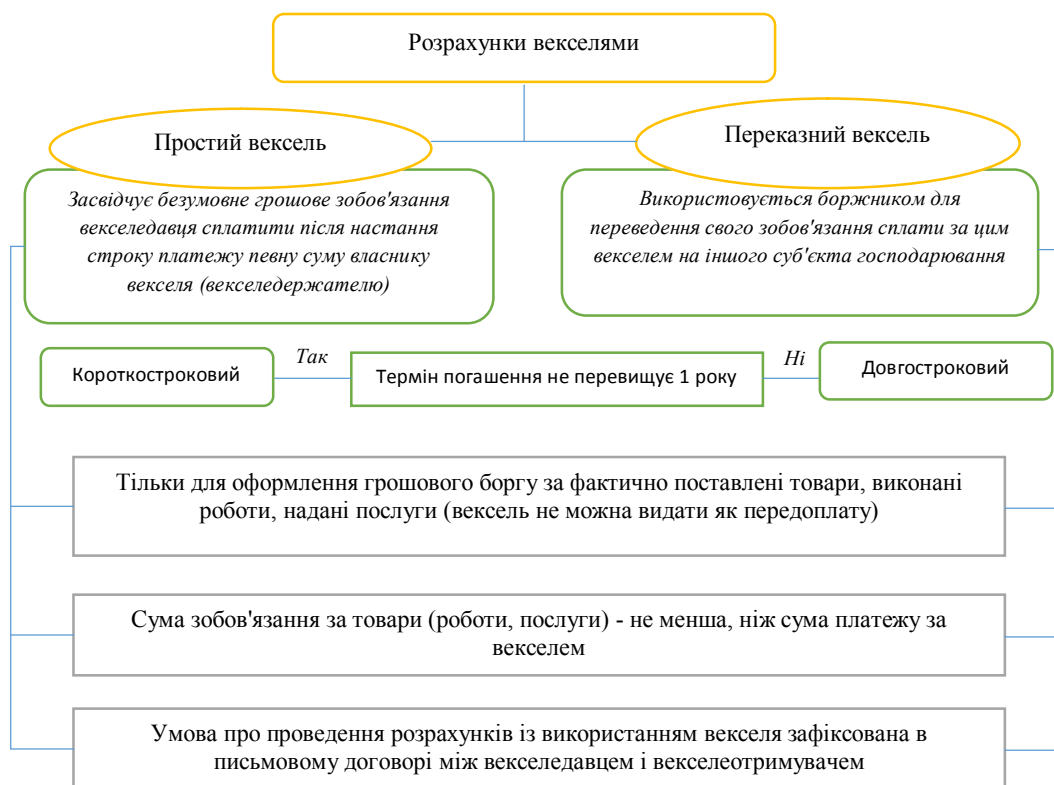 Розрахунки векселями
Простий вексель
Переказний вексель
Засвідчує безумовне грошове зобов'язання
векселедавця сплатити після настання
строку платежу певну суму власнику
векселя (векселедержателю)
Використовується боржником для
переведення свого зобов'язання сплати за цим
векселем на іншого суб'єкта господарювання
Короткостроковий
Так
Термін погашення не перевищує 1 року
Ні
Довгостроковий
Тільки для оформлення грошового боргу за фактично поставлені товари, виконані
роботи, надані послуги (вексель не можна видати як передоплату)
Сума зобов'язання за товари (роботи, послуги) - не менша, ніж сума платежу за
векселем
Умова про проведення розрахунків із використанням векселя зафіксована в
письмовому договорі між векселедавцем і векселеотримувачем